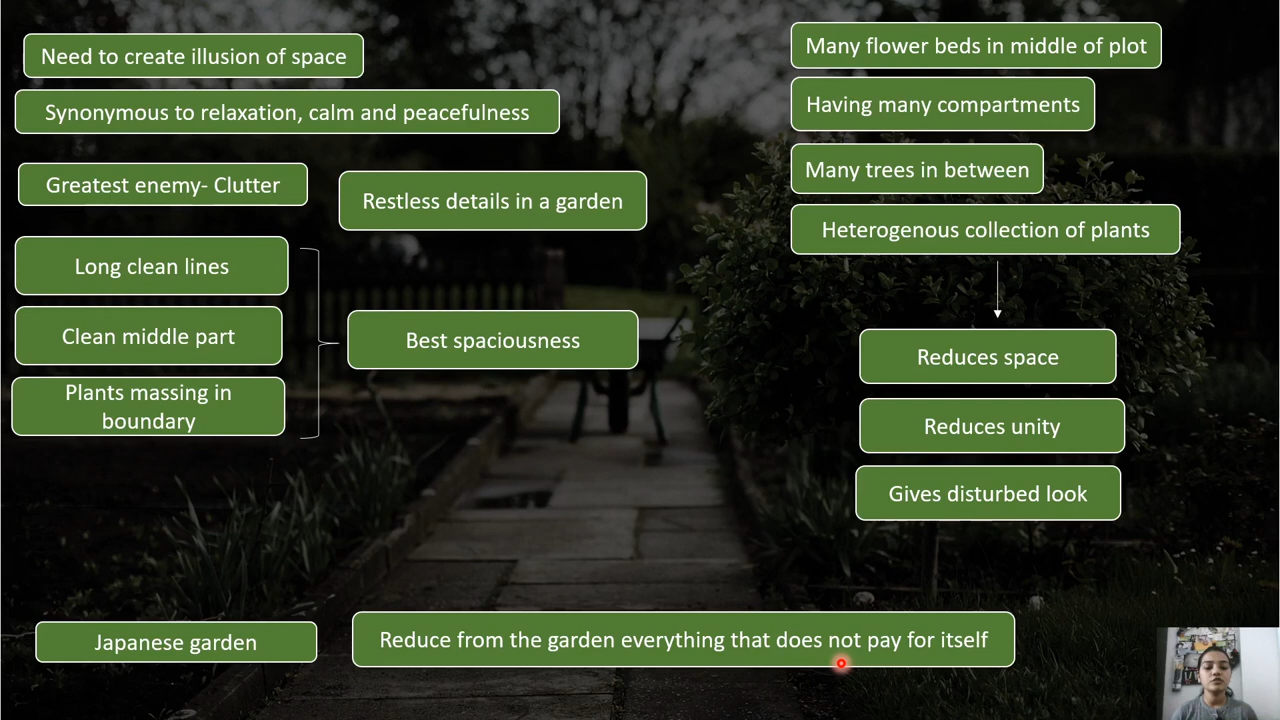 Need to create illusion of space
Synonymous to relaxation, calm and peacefulness
Greatest enemy- Clutter
Restless details in a garden
Long clean lines
Clean middle part
Plants massing in
boundary
Best spaciousness
Many flower beds in middle of plot
Having many compartments
Many trees in between
Heterogenous collection of plants
Reduces space
Reduces unity
Gives disturbed look
Japanese garden
Reduce from the garden everything that does not pay for itself